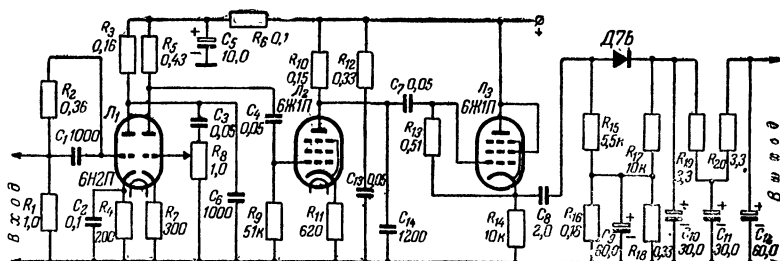 Вход
R1
1,0
R2
0,36
C1 1000
R3
0,16
R5
0,43
Л1
6Н2П
C2
0,1
R4
200
R7
300
C3
0,05
R8
1,0
C5
10,0
R6 0,1
C6
1000
C4
0,05
R9
51к
R10
0,15
Л2
6Ж1П
R11
620
R12
0,33
C13 0,05
C14
1200
C7 0,05
R13
0,51
Л3
6Ж1П
R14
10к
C8
2,0
Д7Б
R15
5,5к
R16
0,16
C9
60,0
R17
10к
R18 0,33
C10
30,0
R19
3,3
R20
3,3
C11
30,0
C12
60,0
Выход